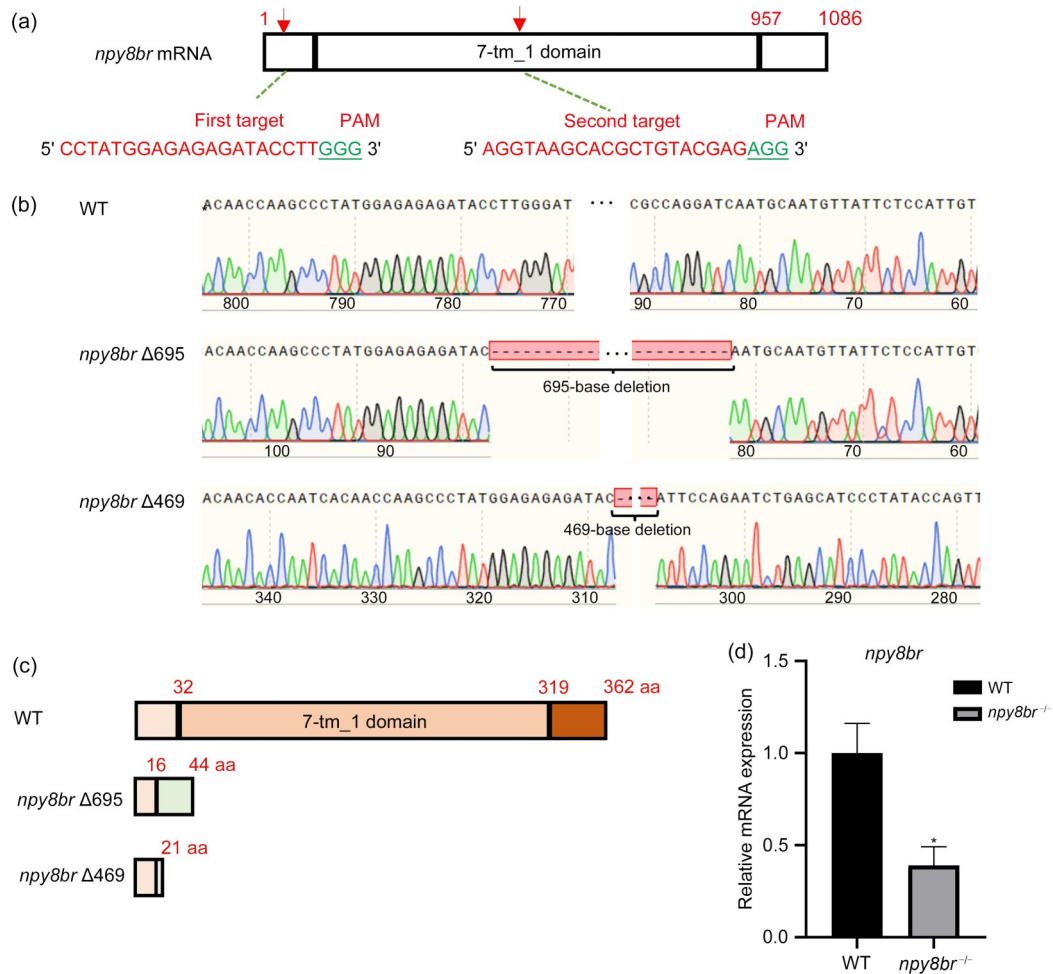 (a)
1 957 1086
npy8br mRNA 7-tm_1 domain
First target PAM Second target PAM
5' CCTATGGAGAGAGATACCTTGGG 3' 5' AGGTAAGCACGCTGTACGAGAGG 3'
(b)
WT
*ACAACCAAGCCCTATGGAGAGAGATACCTTGGGAT ··· CGCCAGGATCAATGCAATGTTATTCTCCATTGT
800 790 780 770 90 80 70 60
npy8br Δ695
ACAACCAAGCCCTATGGAGAGAGATAC---------- ... ---------AATGCAATGTTATTCTCCATTGT
695-base deletion
100 90 80 70 60
npy8br Δ469
ACAACACCAATCACAACCAAGCCCTATGGAGAGAGATAC-···-ATTCCAGAATCTGAGCATCCCTATACCAGTT
469-base deletion
340 330 320 310 300 290 280
(c)
32 319 362 aa
WT 7-tm_1 domain
16 44 aa
npy8br Δ695
21 aa
npy8br Δ469
(d)
npy8br
Relative mRNA expression
1.5
1.0
0.5
0.0
*
WT
npy8br⁻/⁻
WT npy8br⁻/⁻